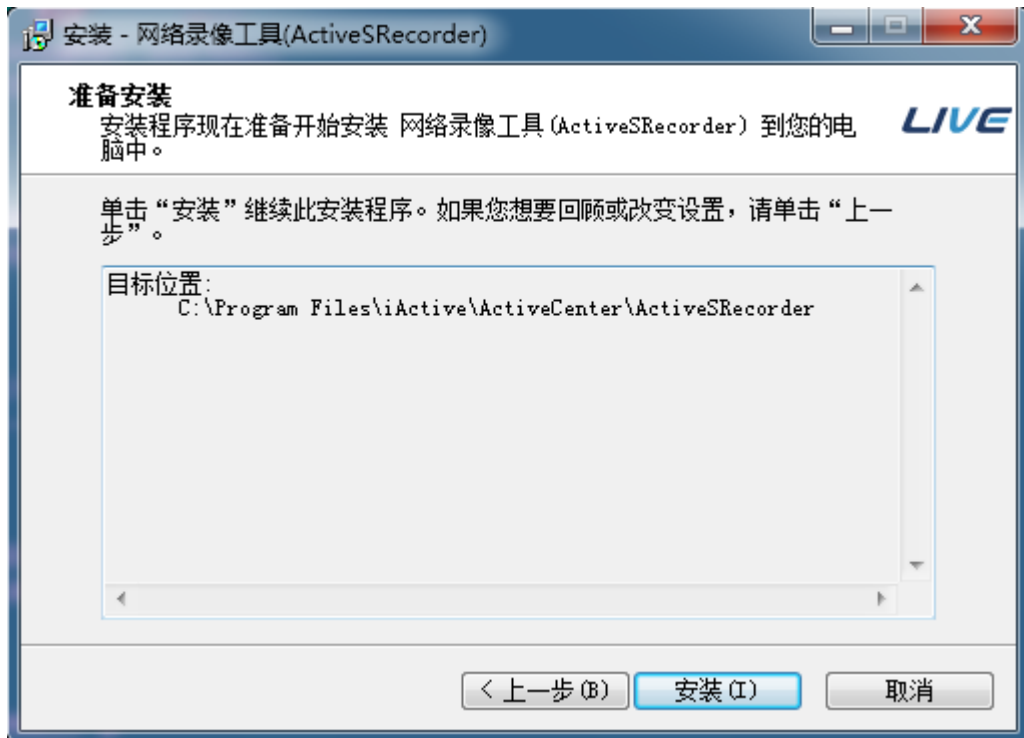 安装 - 网络录像工具(ActiveSRecorder)
准备安装
安装程序现在准备开始安装 网络录像工具(ActiveSRecorder) 到您的电
脑中。
LIVE
单击“安装”继续此安装程序。如果您想要回顾或改变设置，请单击“上一
步”。
目标位置:
C:\Program Files\iActive\ActiveCenter\ActiveSRecorder
< 上一步(B)
安装(I)
取消